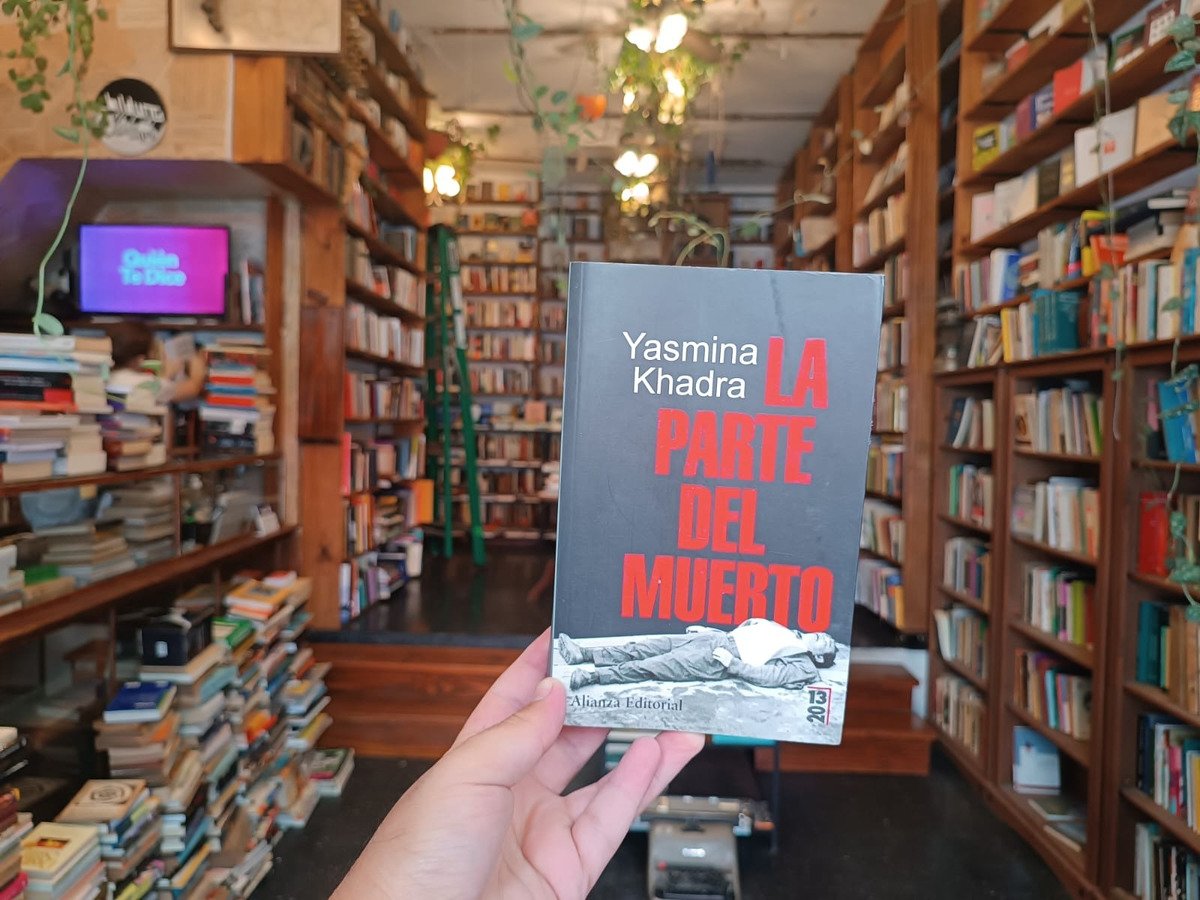 Quién
Te Dice
Yasmina
Khadra
LA
PARTE
DEL
MUERTO
Alianza Editorial
13
20